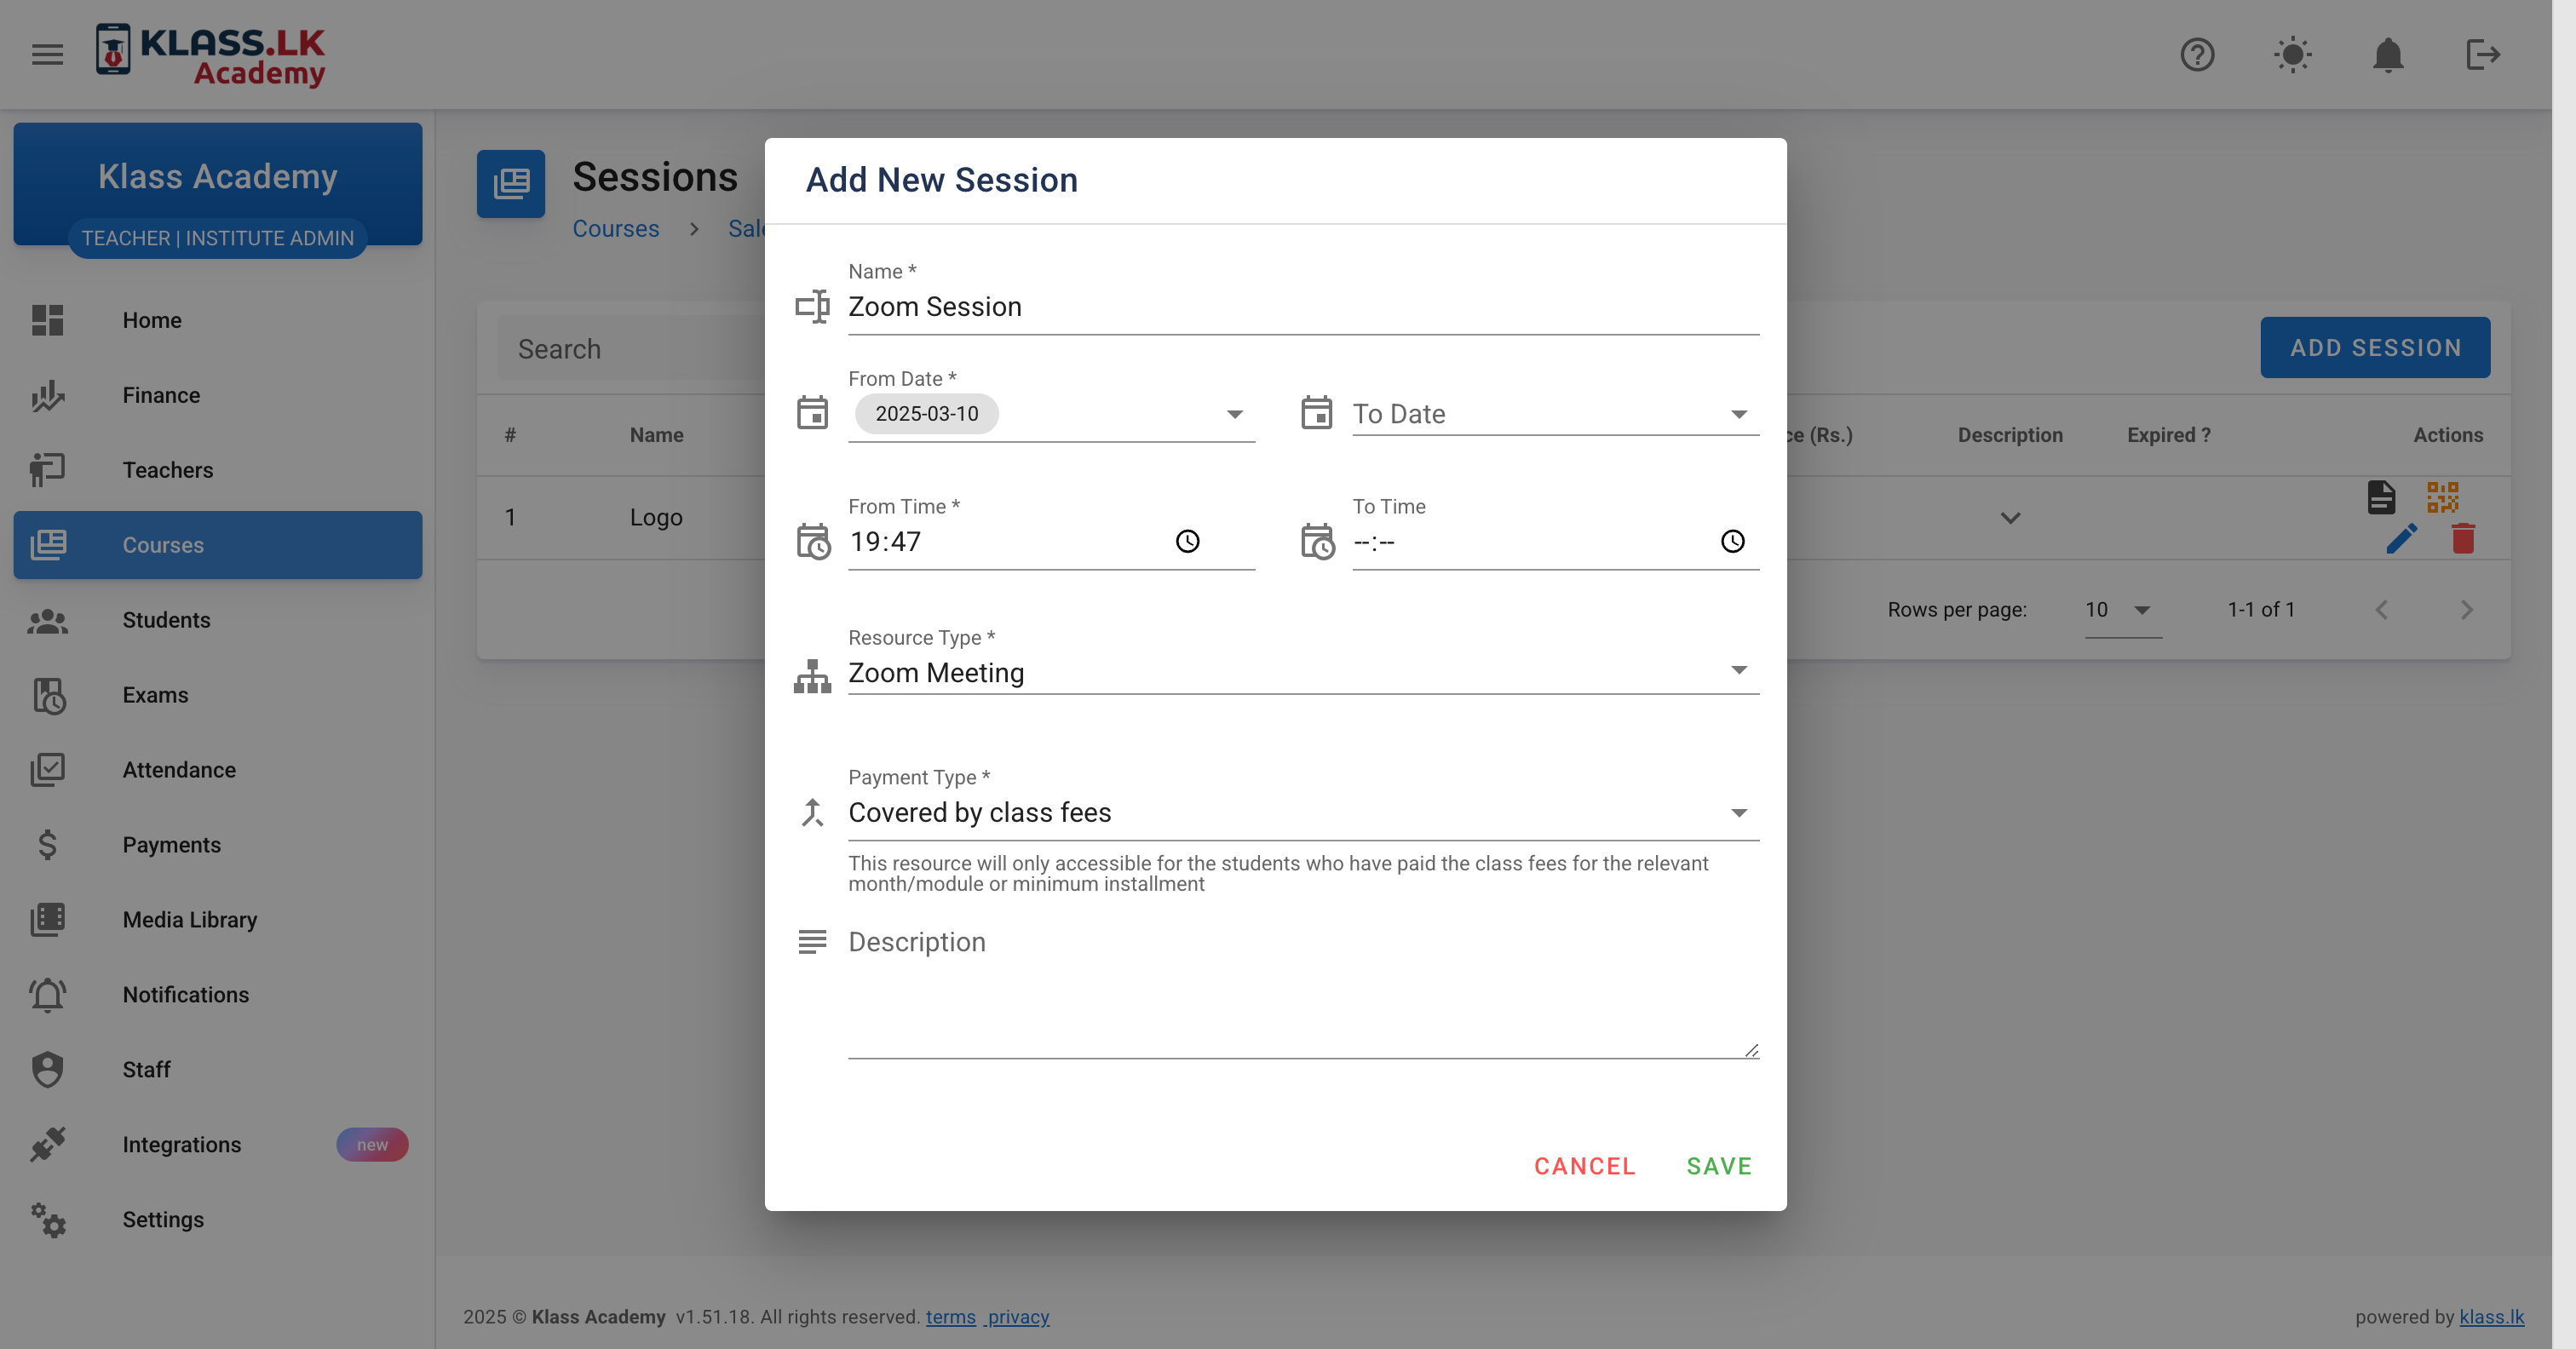 KLASS.LK
Academy
Klass Academy
TEACHER | INSTITUTE ADMIN
Home
Finance
Teachers
Courses
Students
Exams
Attendance
Payments
Media Library
Notifications
Staff
Integrations new
Settings
Sessions
Courses
Search
ADD SESSION
# Name (Rs.) Description Expired ? Actions
1 Logo
Rows per page: 10 1-1 of 1
Add New Session
Name *
Zoom Session
From Date *
2025-03-10 To Date
From Time * To Time
19:47 --:--
Resource Type *
Zoom Meeting
Payment Type *
Covered by class fees
This resource will only accessible for the students who have paid the class fees for the relevant
month/module or minimum installment
Description
CANCEL SAVE
2025 © Klass Academy v1.51.18. All rights reserved. terms privacy
powered by klass.lk